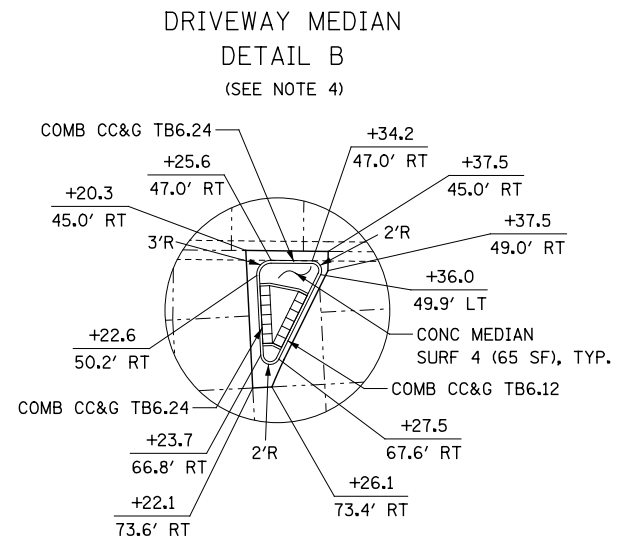 DRIVEWAY MEDIAN
DETAIL B
(SEE NOTE 4)
COMB CC&G TB6.24
+34.2
47.0' RT
+25.6
47.0' RT
+37.5
45.0' RT
+20.3
45.0' RT
3'R
2'R
+37.5
49.0' RT
+36.0
49.9' LT
+22.6
50.2' RT
CONC MEDIAN
SURF 4 (65 SF), TYP.
COMB CC&G TB6.12
COMB CC&G TB6.24
+27.5
67.6' RT
+23.7
66.8' RT
2'R
+26.1
73.4' RT
+22.1
73.6' RT